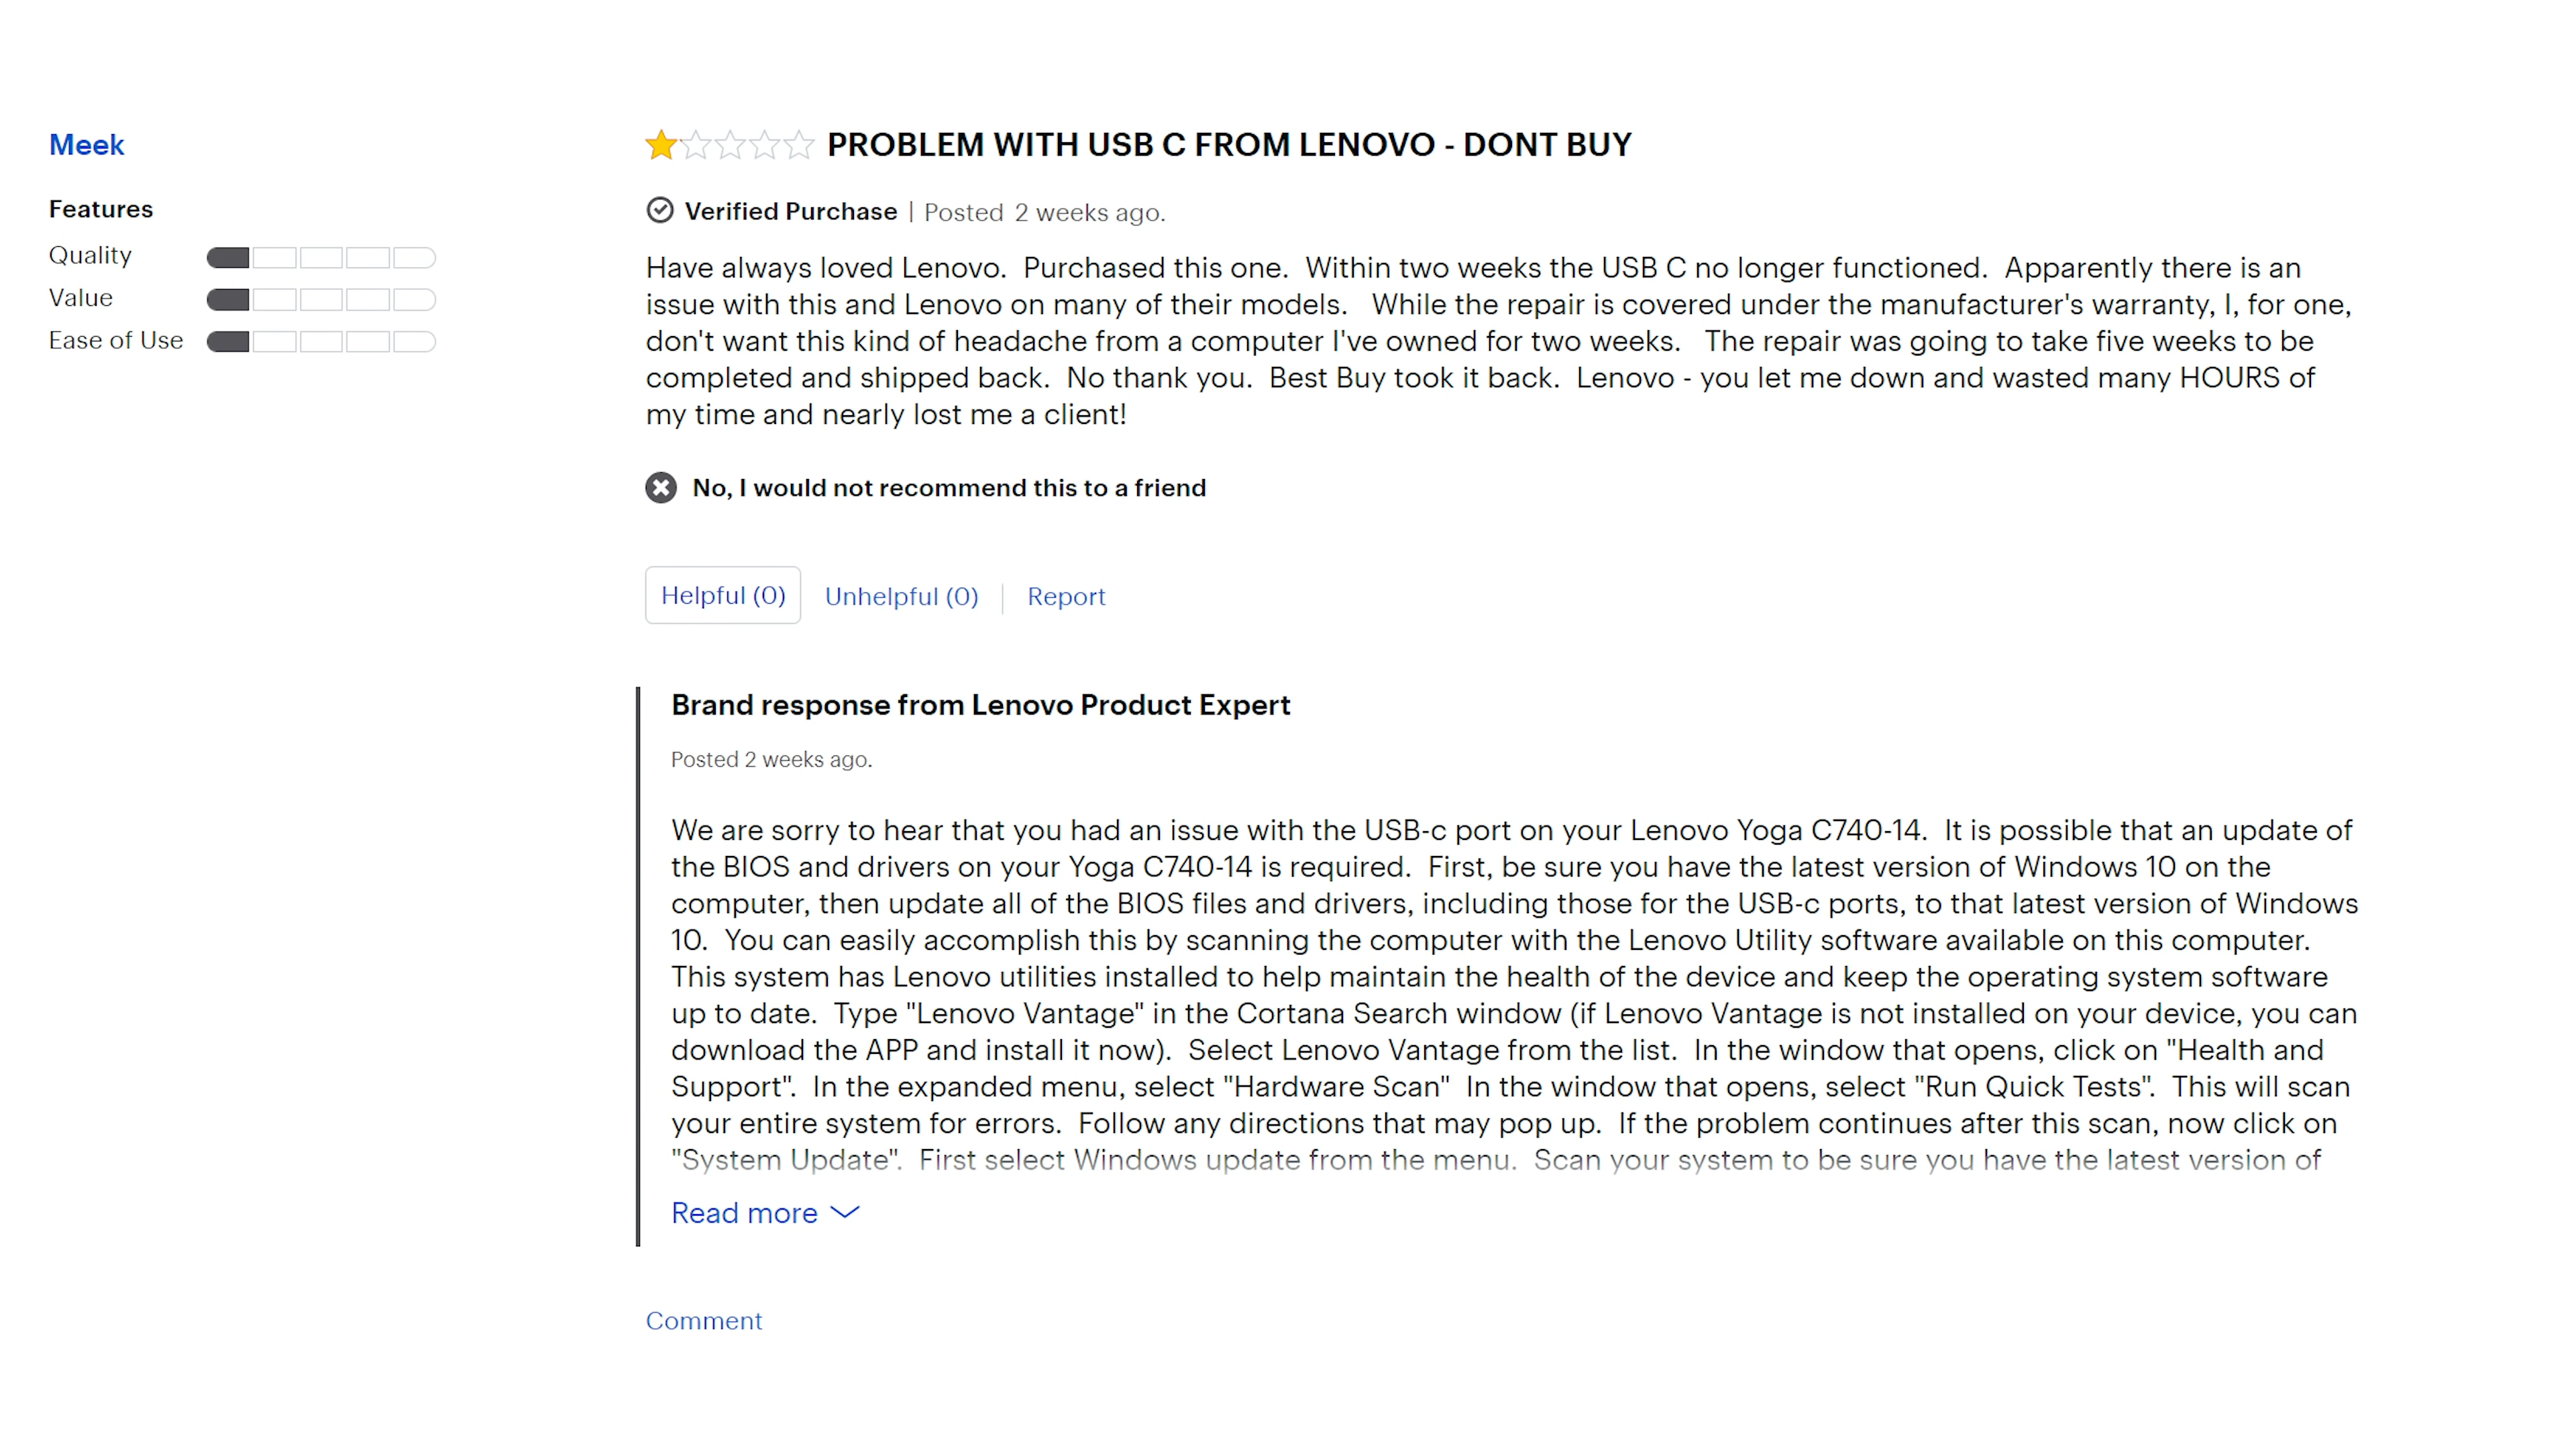 Meek
Features
Quality
Value
Ease of Use
PROBLEM WITH USB C FROM LENOVO - DONT BUY
Verified Purchase | Posted 2 weeks ago.
Have always loved Lenovo.  Purchased this one.  Within two weeks the USB C no longer functioned.  Apparently there is an
issue with this and Lenovo on many of their models.   While the repair is covered under the manufacturer's warranty, I, for one,
don't want this kind of headache from a computer I've owned for two weeks.   The repair was going to take five weeks to be
completed and shipped back.  No thank you.  Best Buy took it back.  Lenovo - you let me down and wasted many HOURS of
my time and nearly lost me a client!
No, I would not recommend this to a friend
Helpful (0) Unhelpful (0) | Report
Brand response from Lenovo Product Expert
Posted 2 weeks ago.
We are sorry to hear that you had an issue with the USB-c port on your Lenovo Yoga C740-14.  It is possible that an update of
the BIOS and drivers on your Yoga C740-14 is required.  First, be sure you have the latest version of Windows 10 on the
computer, then update all of the BIOS files and drivers, including those for the USB-c ports, to that latest version of Windows
10.  You can easily accomplish this by scanning the computer with the Lenovo Utility software available on this computer.
This system has Lenovo utilities installed to help maintain the health of the device and keep the operating system software
up to date.  Type "Lenovo Vantage" in the Cortana Search window (if Lenovo Vantage is not installed on your device, you can
download the APP and install it now).  Select Lenovo Vantage from the list.  In the window that opens, click on "Health and
Support".  In the expanded menu, select "Hardware Scan"  In the window that opens, select "Run Quick Tests".  This will scan
your entire system for errors.  Follow any directions that may pop up.  If the problem continues after this scan, now click on
"System Update".  First select Windows update from the menu.  Scan your system to be sure you have the latest version of
Read more
Comment